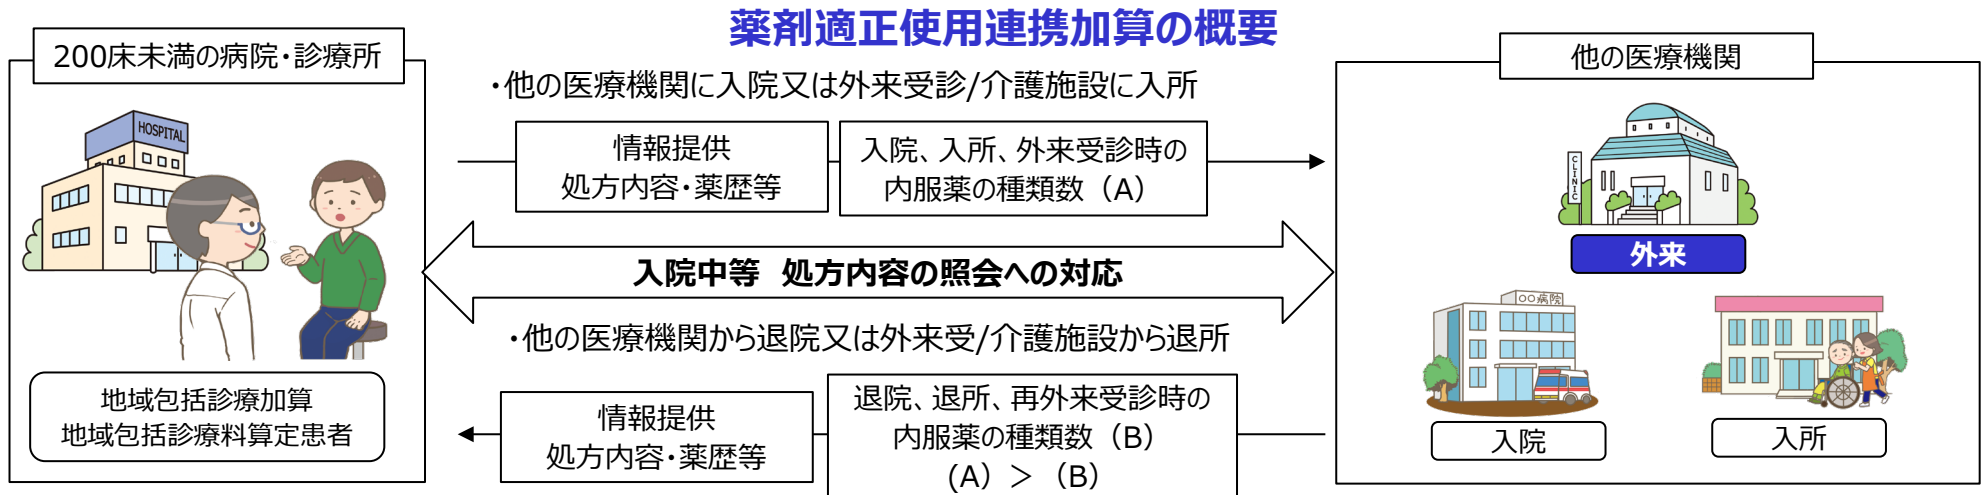 薬剤適正使用連携加算の概要
200床未満の病院・診療所
HOSPITAL
地域包括診療加算
地域包括診療料算定患者
・他の医療機関に入院又は外来受診/介護施設に入所
情報提供
処方内容・薬歴等
入院、入所、外来受診時の
内服薬の種類数（A）
入院中等 処方内容の照会への対応
・他の医療機関から退院又は外来受/介護施設から退所
情報提供
処方内容・薬歴等
退院、退所、再外来受診時の
内服薬の種類数（B）
(A）＞（B）
他の医療機関
CLINIC
外来
○○病院
入院
入所